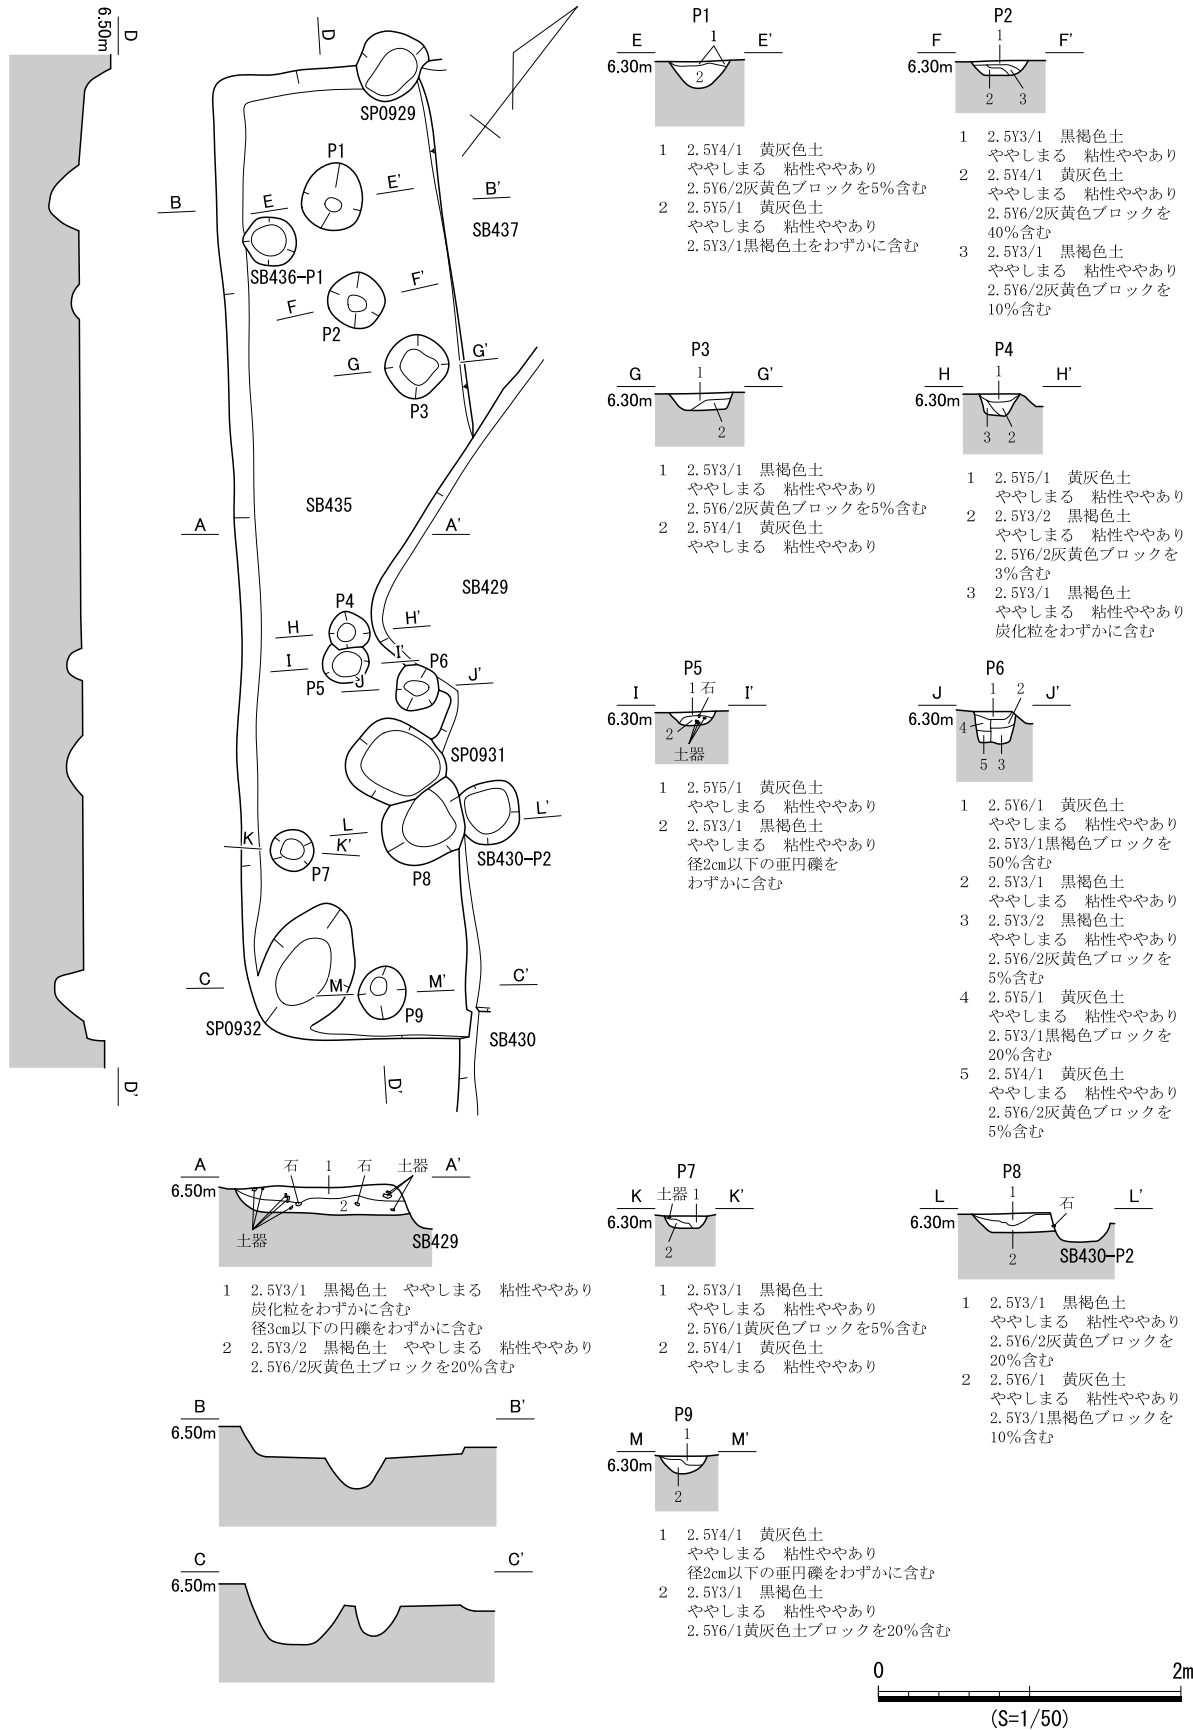 6.50m
D
D
SP0929
P1
E
E'
B
B'
SB437
SB436-P1
F
F'
P2
G
G'
P3
SB435
A
A'
SB429
P4
H
H'
I
I'
P5
P6
J
J'
SP0931
L
L'
K
K'
P7
P8
SB430-P2
C
C'
M
M'
P9
SP0932
SB430
D'
D'
P1
E 1 E'
6.30m
2
1 2.5Y4/1 黄灰色土
ややしまる 粘性ややあり
2.5Y6/2灰黄色ブロックを5%含む
2 2.5Y5/1 黄灰色土
ややしまる 粘性ややあり
2.5Y3/1黒褐色土をわずかに含む
P2
F 1 F'
6.30m
2 3
1 2.5Y3/1 黒褐色土
ややしまる 粘性ややあり
2 2.5Y4/1 黄灰色土
ややしまる 粘性ややあり
2.5Y6/2灰黄色ブロックを
40%含む
3 2.5Y3/1 黒褐色土
ややしまる 粘性ややあり
2.5Y6/2灰黄色ブロックを
10%含む
P3
G 1 G'
6.30m
2
1 2.5Y3/1 黒褐色土
ややしまる 粘性ややあり
2.5Y6/2灰黄色ブロックを5%含む
2 2.5Y4/1 黄灰色土
ややしまる 粘性ややあり
P4
H 1 H'
6.30m
3 2
1 2.5Y5/1 黄灰色土
ややしまる 粘性ややあり
2 2.5Y3/2 黒褐色土
ややしまる 粘性ややあり
2.5Y6/2灰黄色ブロックを
3%含む
3 2.5Y3/1 黒褐色土
ややしまる 粘性ややあり
炭化粒をわずかに含む
P5
I 1 石 I'
6.30m
2
土器
1 2.5Y5/1 黄灰色土
ややしまる 粘性ややあり
2 2.5Y3/1 黒褐色土
ややしまる 粘性ややあり
径2cm以下の亜円礫を
わずかに含む
P6
J 1 2 J'
6.30m
4
5 3
1 2.5Y6/1 黄灰色土
ややしまる 粘性ややあり
2.5Y3/1黒褐色ブロックを
50%含む
2 2.5Y3/1 黒褐色土
ややしまる 粘性ややあり
3 2.5Y3/2 黒褐色土
ややしまる 粘性ややあり
2.5Y6/2灰黄色ブロックを
5%含む
4 2.5Y5/1 黄灰色土
ややしまる 粘性ややあり
2.5Y3/1黒褐色ブロックを
20%含む
5 2.5Y4/1 黄灰色土
ややしまる 粘性ややあり
2.5Y6/2灰黄色ブロックを
5%含む
A 石 1 石 土器 A'
6.50m
2
土器
SB429
1 2.5Y3/1 黒褐色土 ややしまる 粘性ややあり
炭化粒をわずかに含む
径3cm以下の円礫をわずかに含む
2 2.5Y3/2 黒褐色土 ややしまる 粘性ややあり
2.5Y6/2灰黄色土ブロックを20%含む
B B'
6.50m
C C'
6.50m
P7
K 土器 1 K'
6.30m
2
1 2.5Y3/1 黒褐色土
ややしまる 粘性ややあり
2.5Y6/1黄灰色ブロックを5%含む
2 2.5Y4/1 黄灰色土
ややしまる 粘性ややあり
P8
L 1 石 L'
6.30m
2
SB430-P2
1 2.5Y3/1 黒褐色土
ややしまる 粘性ややあり
2.5Y6/2灰黄色ブロックを
20%含む
2 2.5Y6/1 黄灰色土
ややしまる 粘性ややあり
2.5Y3/1黒褐色ブロックを
10%含む
P9
M 1 M'
6.30m
2
1 2.5Y4/1 黄灰色土
ややしまる 粘性ややあり
径2cm以下の亜円礫をわずかに含む
2 2.5Y3/1 黒褐色土
ややしまる 粘性ややあり
2.5Y6/1黄灰色土ブロックを20%含む
0 2m
(S=1/50)